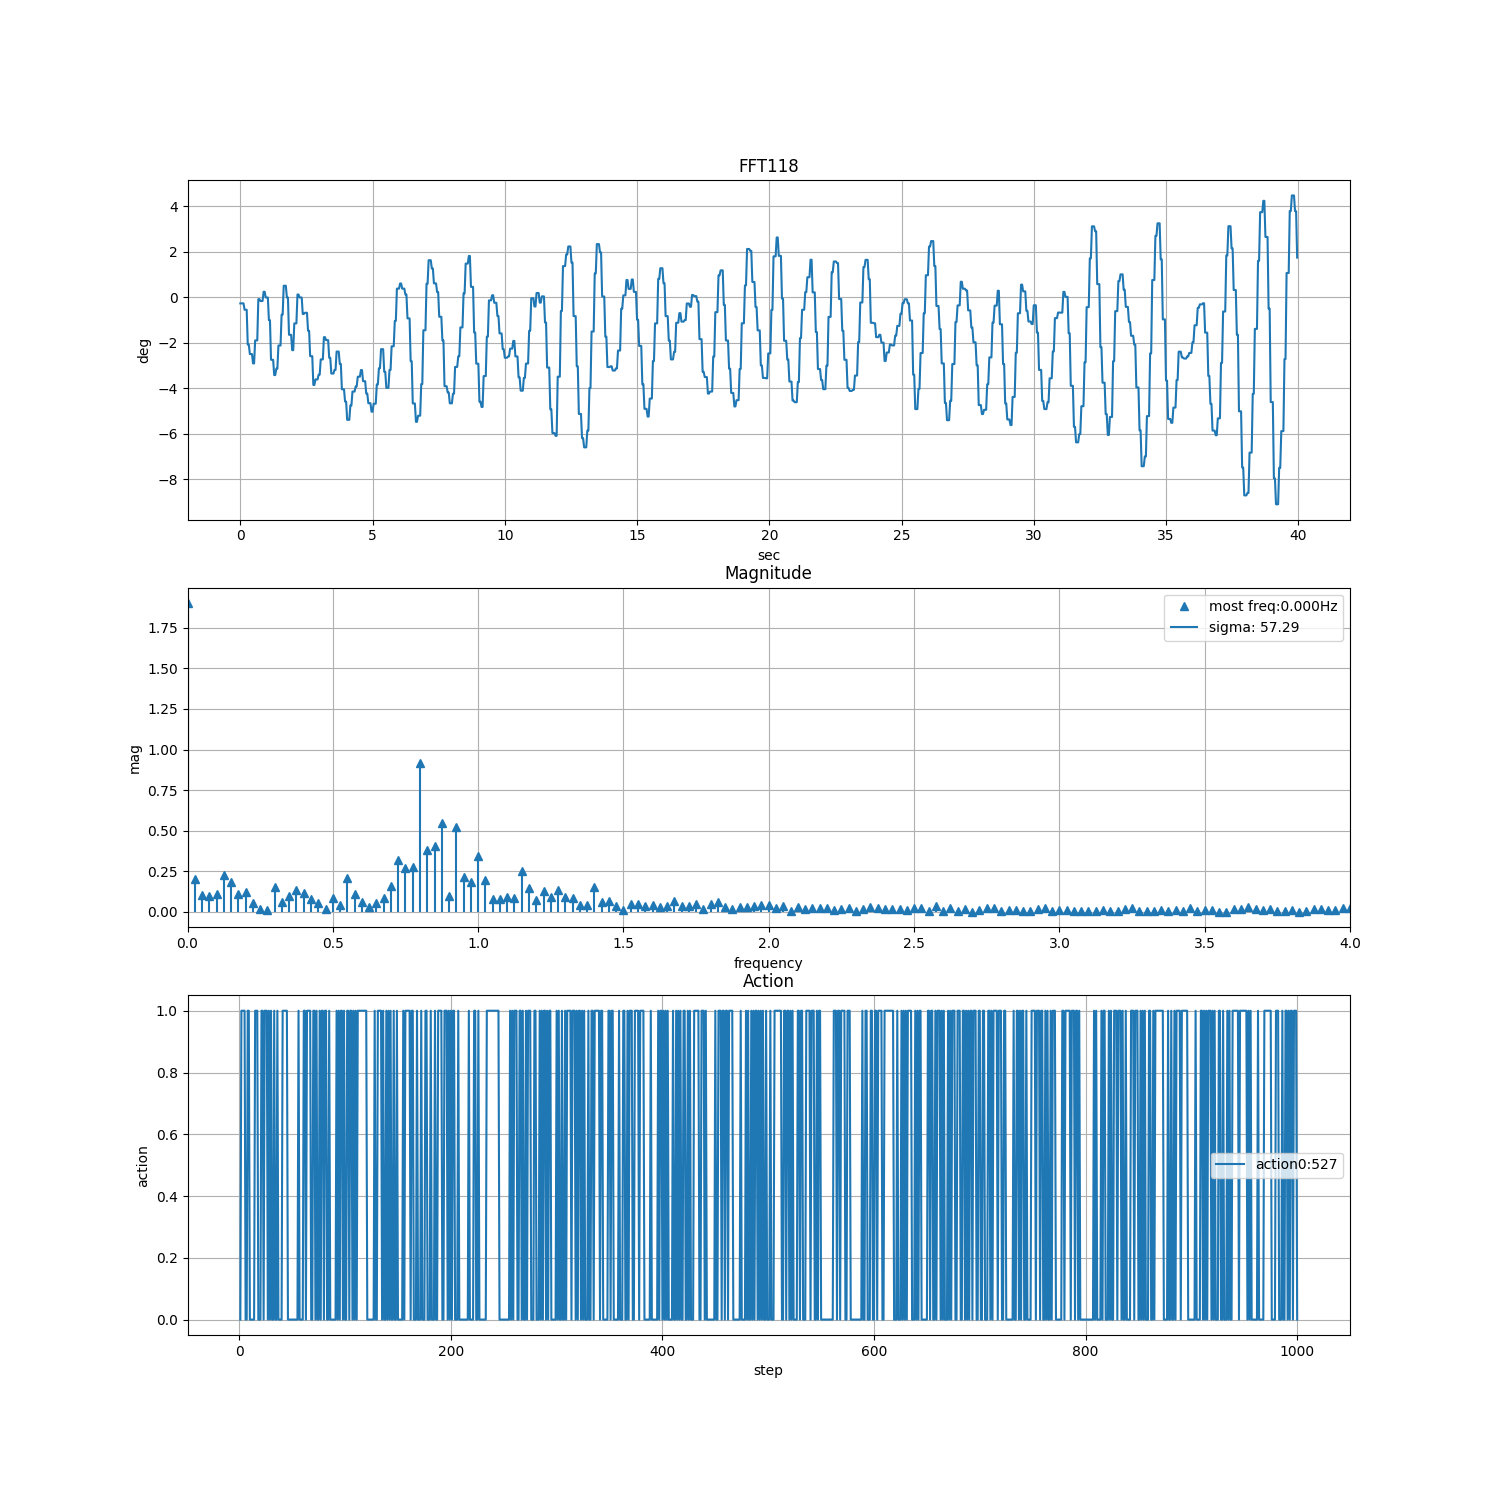 FFT118
4
2
0
−2
−4
−6
−8
deg
0 5 10 15 20 25 30 35 40
sec
Magnitude
most freq:0.000Hz
sigma: 57.29
1.75
1.50
1.25
1.00
0.75
0.50
0.25
0.00
mag
0.0 0.5 1.0 1.5 2.0 2.5 3.0 3.5 4.0
frequency
Action
1.0
0.8
0.6
0.4
0.2
0.0
action
action0:527
0 200 400 600 800 1000
step